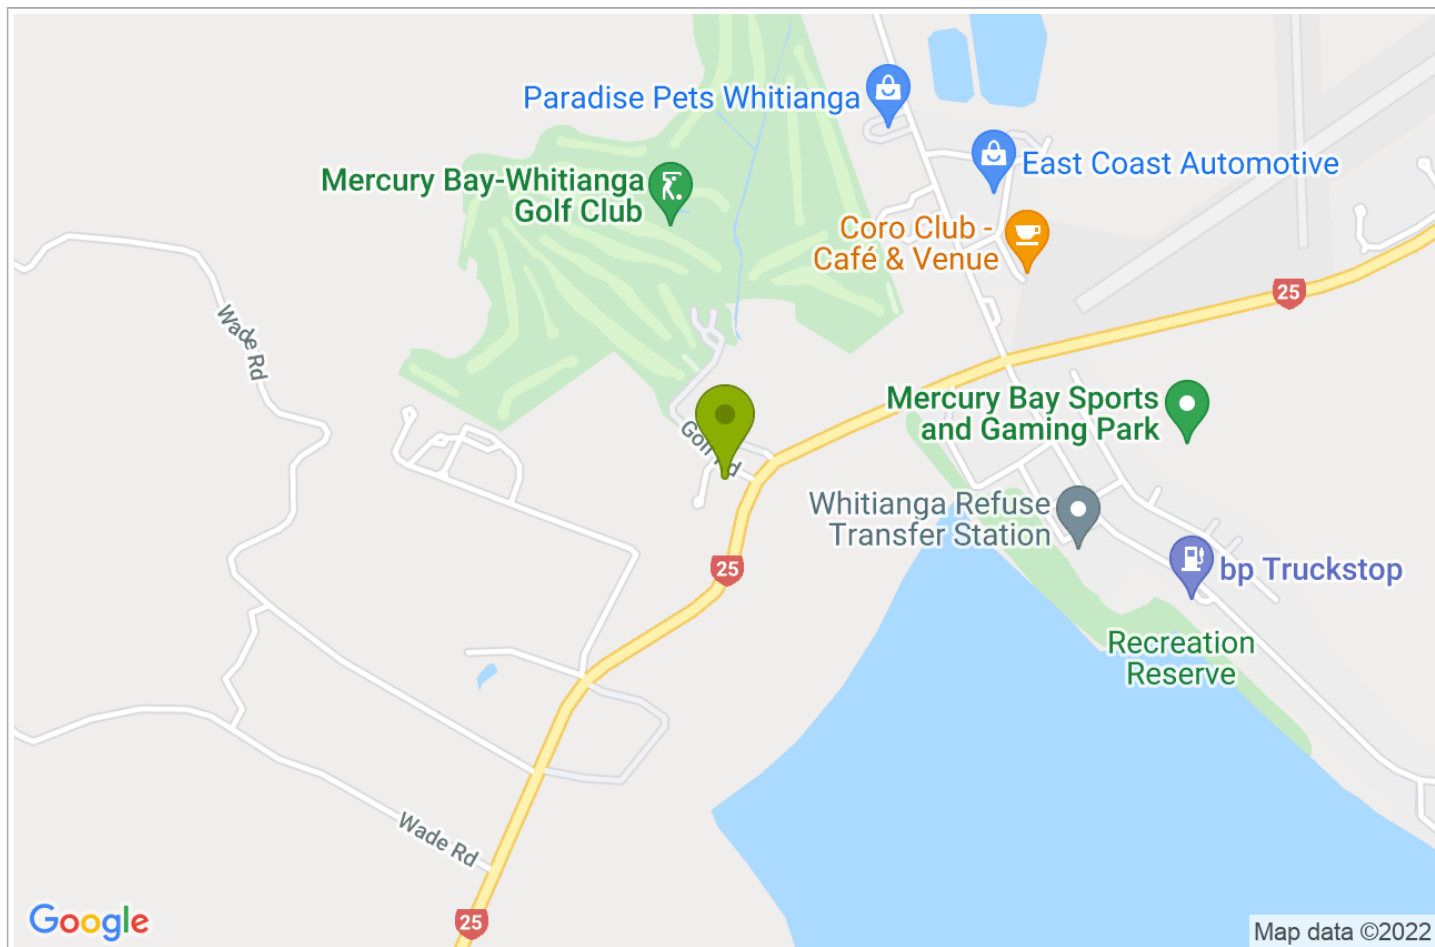 Paradise Pets Whitianga
East Coast Automotive
Mercury Bay-Whitianga
Golf Club
Coro Club -
Café & Venue
25
Wade Rd
Mercury Bay Sports
and Gaming Park
Golf Rd
Whitianga Refuse
Transfer Station
25
bp Truckstop
Recreation
Reserve
Wade Rd
25
Google
Map data ©2022